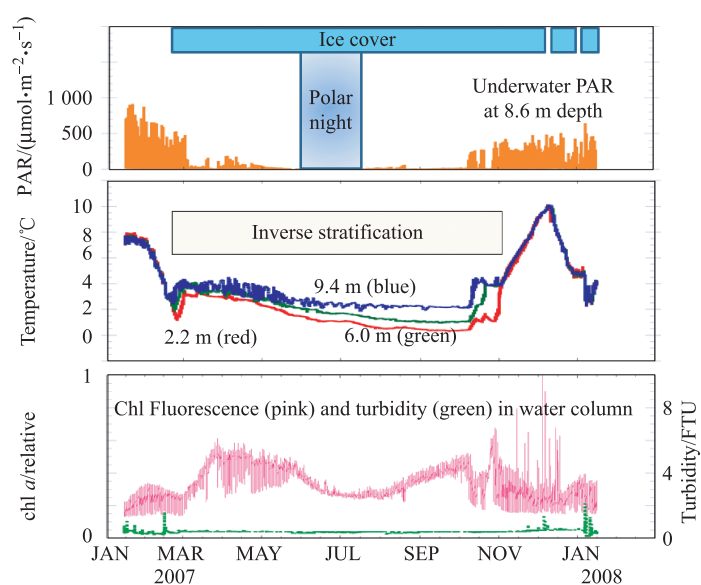 Ice cover
Polar
night
Underwater PAR
at 8.6 m depth
PAR/(μmol•m−2•s−1)
1 000
500
0
Inverse stratification
9.4 m (blue)
2.2 m (red)
6.0 m (green)
Temperature/℃
10
8
6
4
2
0
Chl Fluorescence (pink) and turbidity (green) in water column
chl a/relative
1
0
Turbidity/FTU
8
4
0
JAN MAR MAY JUL SEP NOV JAN
2007 2008